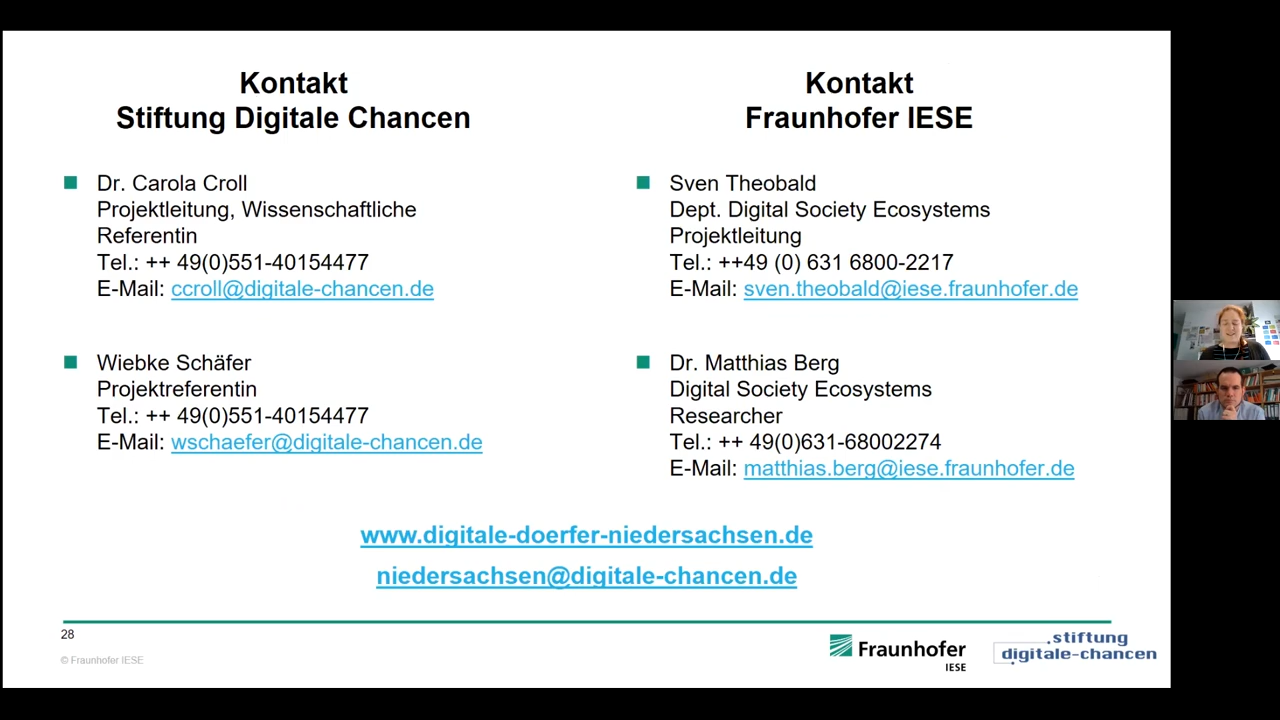 Kontakt
Stiftung Digitale Chancen
Dr. Carola Croll
Projektleitung, Wissenschaftliche
Referentin
Tel.: ++ 49(0)551-40154477
E-Mail: ccroll@digitale-chancen.de
Wiebke Schäfer
Projektreferentin
Tel.: ++ 49(0)551-40154477
E-Mail: wschaefer@digitale-chancen.de
Kontakt
Fraunhofer IESE
Sven Theobald
Dept. Digital Society Ecosystems
Projektleitung
Tel.: ++49 (0) 631 6800-2217
E-Mail: sven.theobald@iese.fraunhofer.de
Dr. Matthias Berg
Digital Society Ecosystems
Researcher
Tel.: ++ 49(0)631-68002274
E-Mail: matthias.berg@iese.fraunhofer.de
www.digitale-doerfer-niedersachsen.de
niedersachsen@digitale-chancen.de
28
© Fraunhofer IESE
Fraunhofer
IESE
stiftung
digitale-chancen